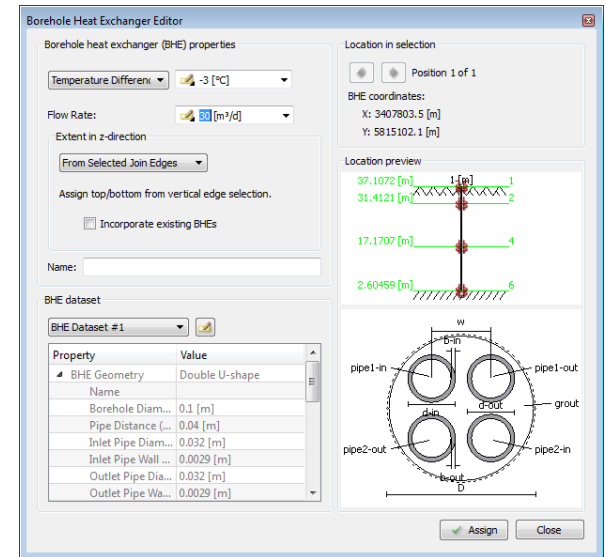 Borehole Heat Exchanger Editor
Borehole heat exchanger (BHE) properties
Temperature Differenc
-3 [°C]
Flow Rate:
30 [m³/d]
Extent in z-direction
From Selected Join Edges
Assign top/bottom from vertical edge selection.
Incorporate existing BHEs
Name:
BHE dataset
BHE Dataset #1
Property Value
BHE Geometry Double U-shape
Name
Borehole Diam... 0.1 [m]
Pipe Distance (... 0.04 [m]
Inlet Pipe Diam... 0.032 [m]
Inlet Pipe Wall ... 0.0029 [m]
Outlet Pipe Dia... 0.032 [m]
Outlet Pipe Wa... 0.0029 [m]
Location in selection
Position 1 of 1
BHE coordinates:
X: 3407803.5 [m]
Y: 5815102.1 [m]
Location preview
37.1072 [m] 1 [m] 1
31.4121 [m] 2
17.1707 [m] 4
2.60459 [m] 6
w
b-in
pipe1-in pipe1-out
d-in d-out grout
pipe2-out pipe2-in
b-out
D
Assign Close